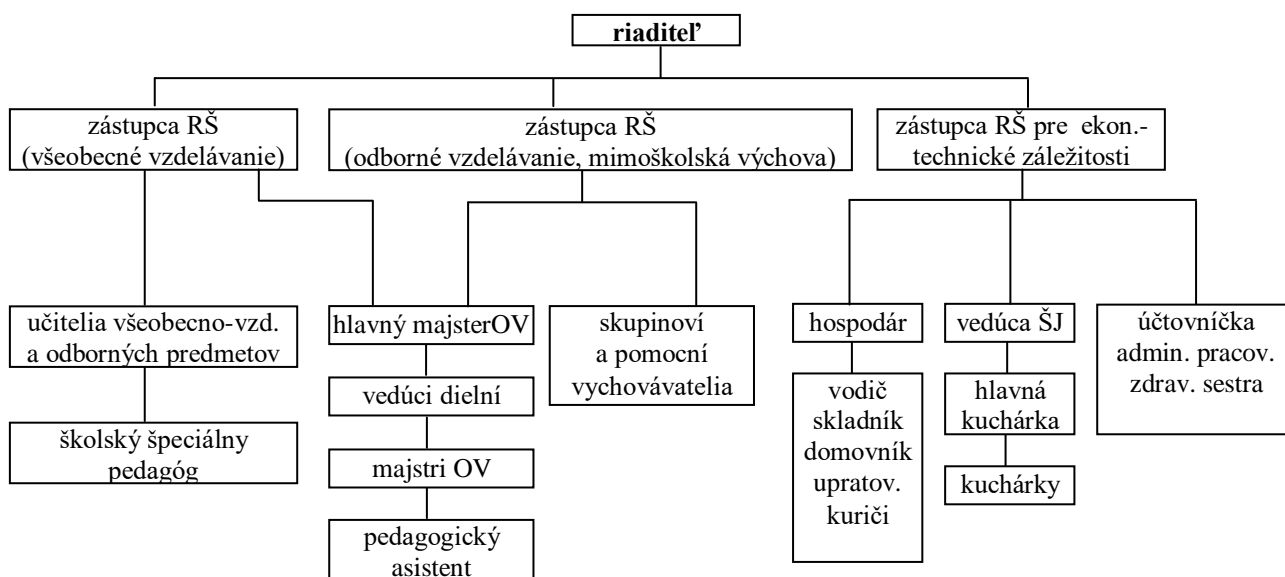 riaditeľ
zástupca RŠ
(všeobecné vzdelávanie)
zástupca RŠ
(odborné vzdelávanie, mimoškolská výchova)
zástupca RŠ pre ekon.-
technické záležitosti
učitelia všeobecno-vzd.
a odborných predmetov
hlavný majsterOV
skupinoví
a pomocní
vychovávatelia
hospodár
vedúca ŠJ
účtovníčka
admin. pracov.
zdrav. sestra
vedúci dielní
vodič
skladník
domovník
upratov.
kuriči
hlavná
kuchárka
školský špeciálny
pedagóg
majstri OV
kuchárky
pedagogický
asistent